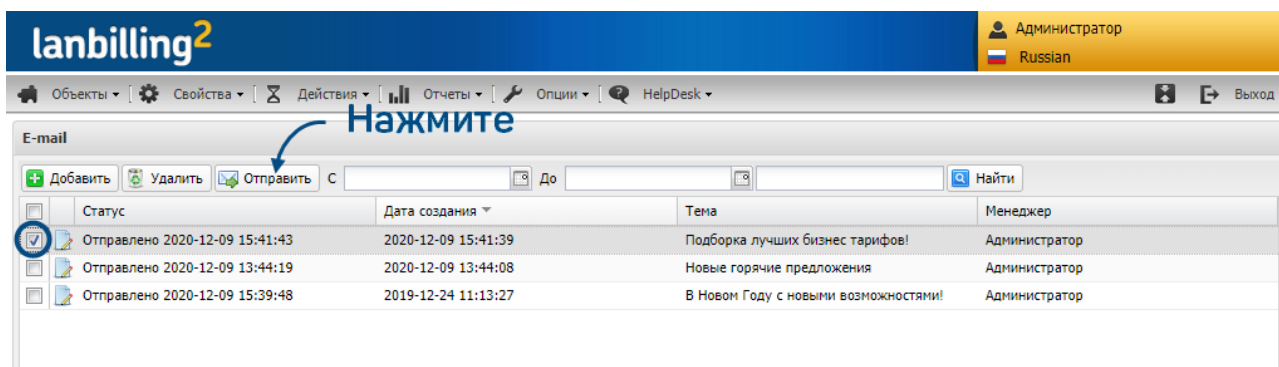 lanbilling2
Администратор
Russian
Объекты Свойства Действия Отчеты Опции HelpDesk Выход
Нажмите
E-mail
Добавить Удалить Отправить С До Найти
Статус Дата создания Тема Менеджер
Отправлено 2020-12-09 15:41:43 2020-12-09 15:41:39 Подборка лучших бизнес тарифов! Администратор
Отправлено 2020-12-09 13:44:19 2020-12-09 13:44:08 Новые горячие предложения Администратор
Отправлено 2020-12-09 15:39:48 2019-12-24 11:13:27 В Новом Году с новыми возможностями! Администратор